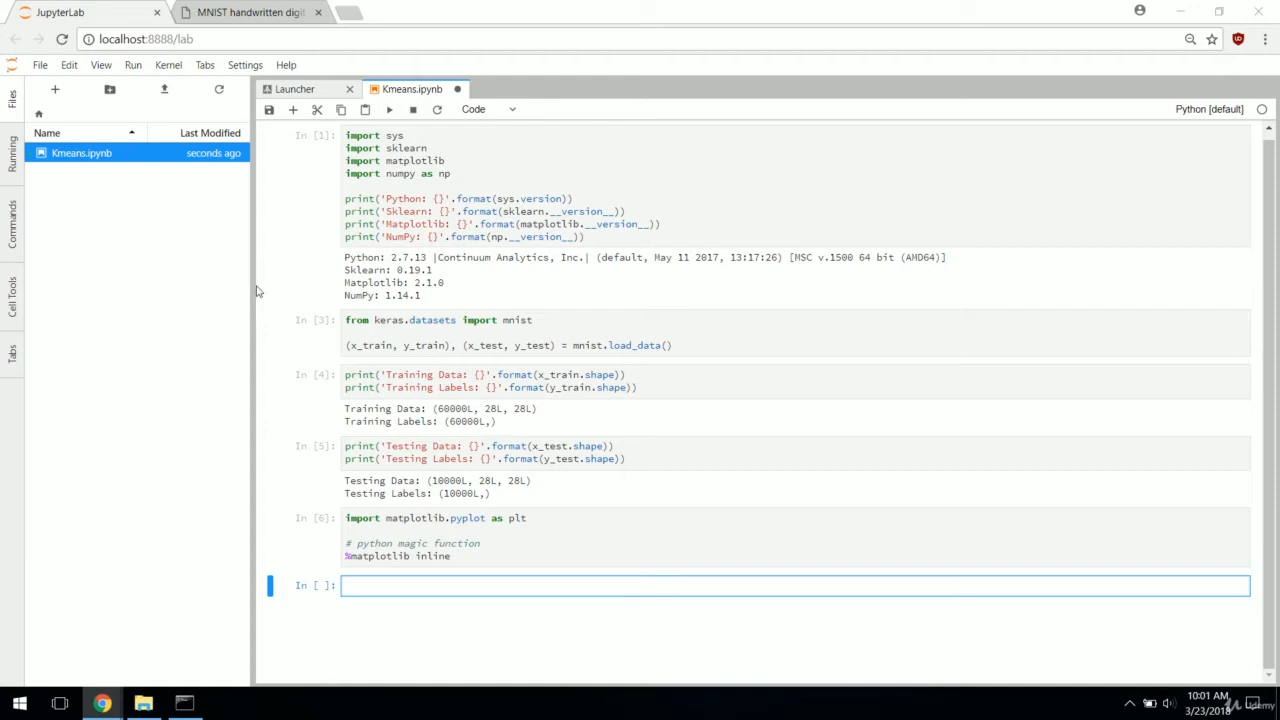 JupyterLab
MNIST handwritten digi
localhost:8888/lab
File Edit View Run Kernel Tabs Settings Help
Files
Running
Commands
Cell Tools
Tabs
Name
Last Modified
Kmeans.ipynb
seconds ago
Launcher
Kmeans.ipynb
Code
Python [default]
In [1]:
import sys
import sklearn
import matplotlib
import numpy as np
print('Python: {}'.format(sys.version))
print('Sklearn: {}'.format(sklearn.__version__))
print('Matplotlib: {}'.format(matplotlib.__version__))
print('NumPy: {}'.format(np.__version__))
Python: 2.7.13 |Continuum Analytics, Inc.| (default, May 11 2017, 13:17:26) [MSC v.1500 64 bit (AMD64)]
Sklearn: 0.19.1
Matplotlib: 2.1.0
NumPy: 1.14.1
In [3]:
from keras.datasets import mnist
(x_train, y_train), (x_test, y_test) = mnist.load_data()
In [4]:
print('Training Data: {}'.format(x_train.shape))
print('Training Labels: {}'.format(y_train.shape))
Training Data: (60000L, 28L, 28L)
Training Labels: (60000L,)
In [5]:
print('Testing Data: {}'.format(x_test.shape))
print('Testing Labels: {}'.format(y_test.shape))
Testing Data: (10000L, 28L, 28L)
Testing Labels: (10000L,)
In [6]:
import matplotlib.pyplot as plt
# python magic function
%matplotlib inline
In [ ]:
10:01 AM
3/23/2018
Udemy